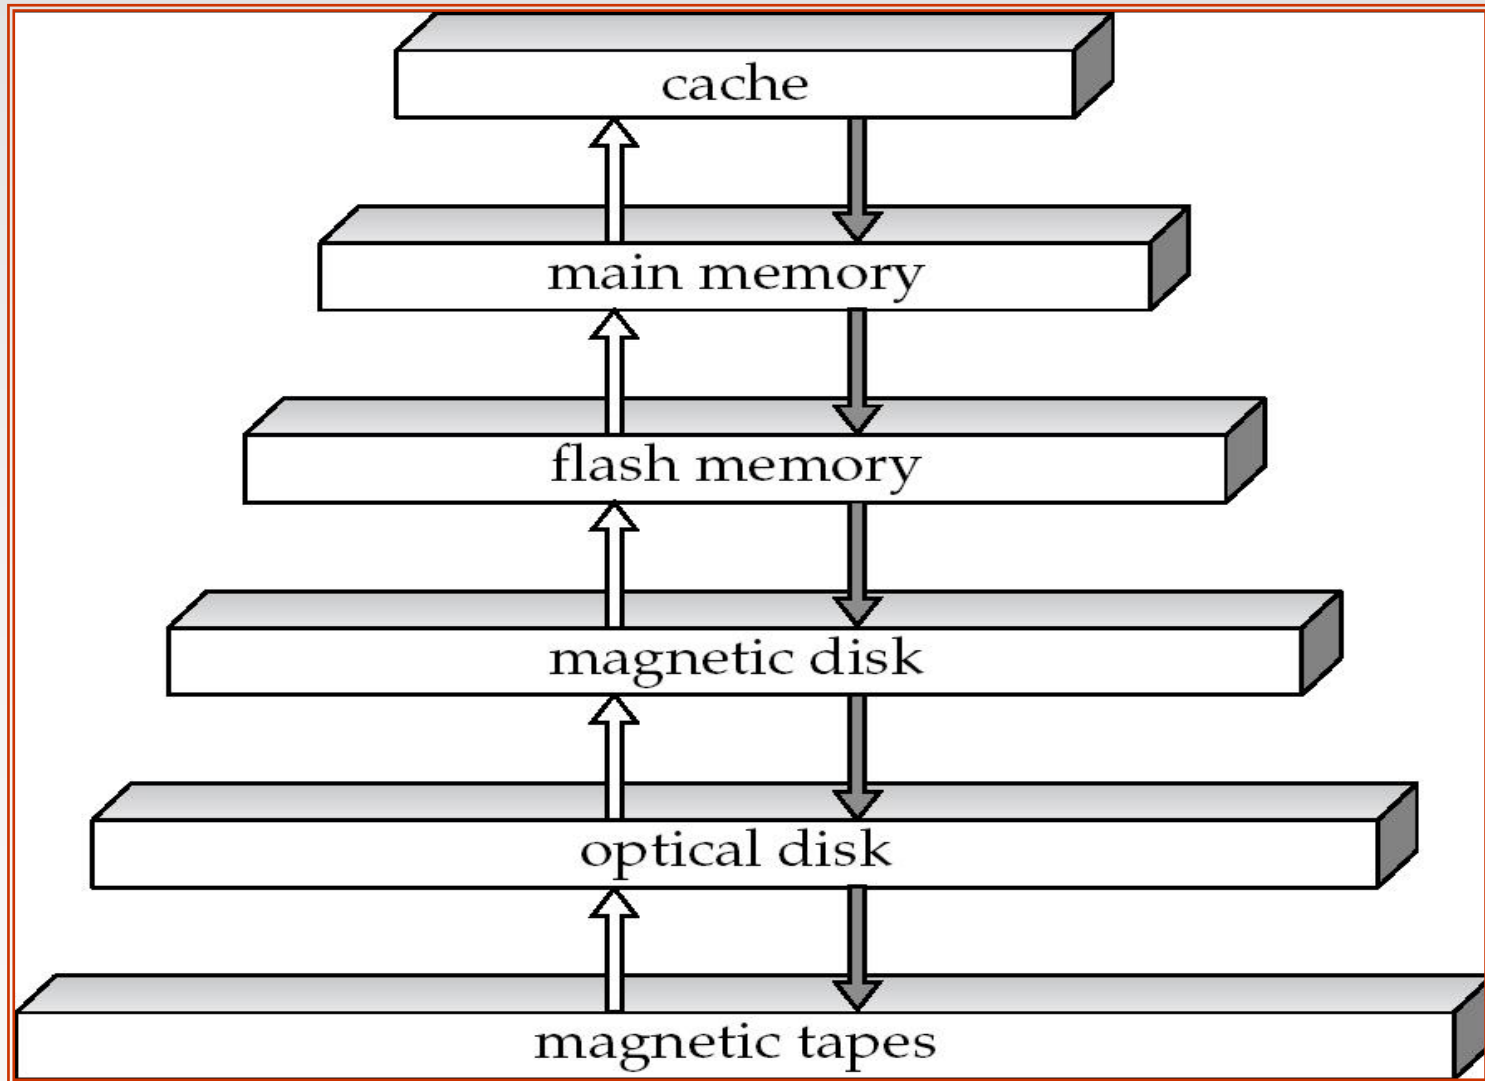 cache
main memory
flash memory
magnetic disk
optical disk
magnetic tapes